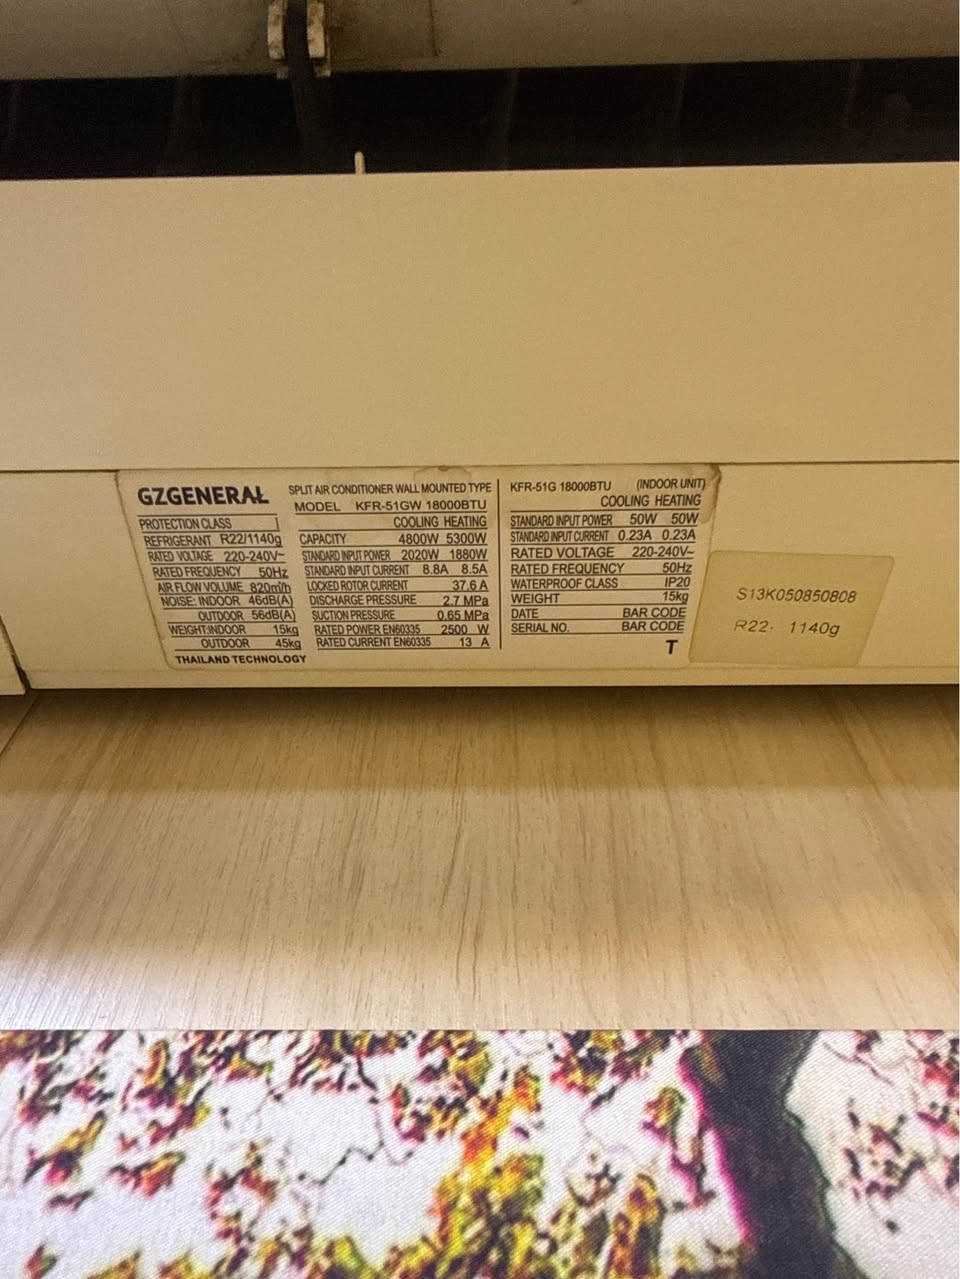 GZGENERAL
PROTECTION CLASS I
REFRIGERANT R22/1140g
RATED VOLTAGE 220-240V~
RATED FREQUENCY 50Hz
AIR FLOW VOLUME 820m³/h
NOISE: INDOOR 46dB(A)
OUTDOOR 56dB(A)
WEIGHT:INDOOR 15kg
OUTDOOR 45kg
THAILAND TECHNOLOGY
SPLIT AIR CONDITIONER WALL MOUNTED TYPE
MODEL KFR-51GW 18000BTU
COOLING HEATING
CAPACITY 4800W 5300W
STANDARD INPUT POWER 2020W 1880W
STANDARD INPUT CURRENT 8.8A 8.5A
LOCKED ROTOR CURRENT 37.6 A
DISCHARGE PRESSURE 2.7 MPa
SUCTION PRESSURE 0.65 MPa
RATED POWER EN60335 2500 W
RATED CURRENT EN60335 13 A
KFR-51G 18000BTU (INDOOR UNIT)
COOLING HEATING
STANDARD INPUT POWER 50W 50W
STANDARD INPUT CURRENT 0.23A 0.23A
RATED VOLTAGE 220-240V~
RATED FREQUENCY 50Hz
WATERPROOF CLASS IP20
WEIGHT 15kg
DATE BAR CODE
SERIAL NO. BAR CODE
T
S13K050850808
R22: 1140g